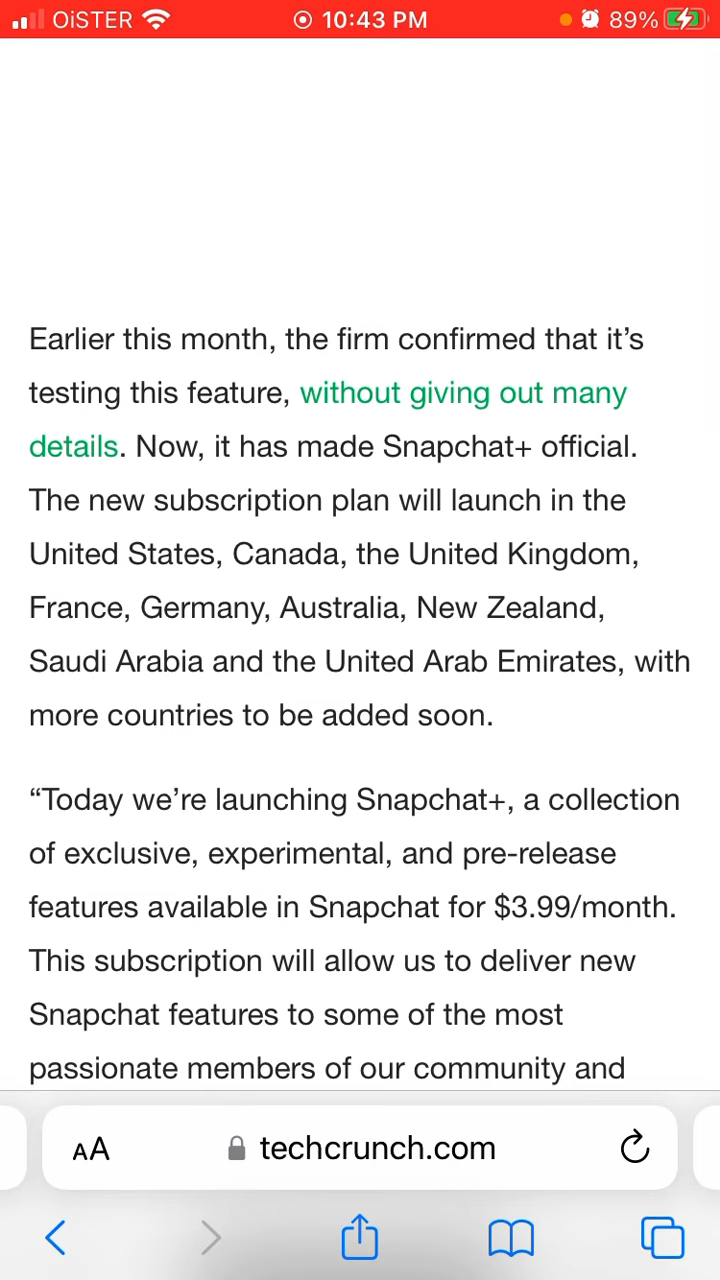 OiSTER 10:43 PM 89%
Earlier this month, the firm confirmed that it’s
testing this feature, without giving out many
details. Now, it has made Snapchat+ official.
The new subscription plan will launch in the
United States, Canada, the United Kingdom,
France, Germany, Australia, New Zealand,
Saudi Arabia and the United Arab Emirates, with
more countries to be added soon.
“Today we’re launching Snapchat+, a collection
of exclusive, experimental, and pre-release
features available in Snapchat for $3.99/month.
This subscription will allow us to deliver new
Snapchat features to some of the most
passionate members of our community and
AA techcrunch.com